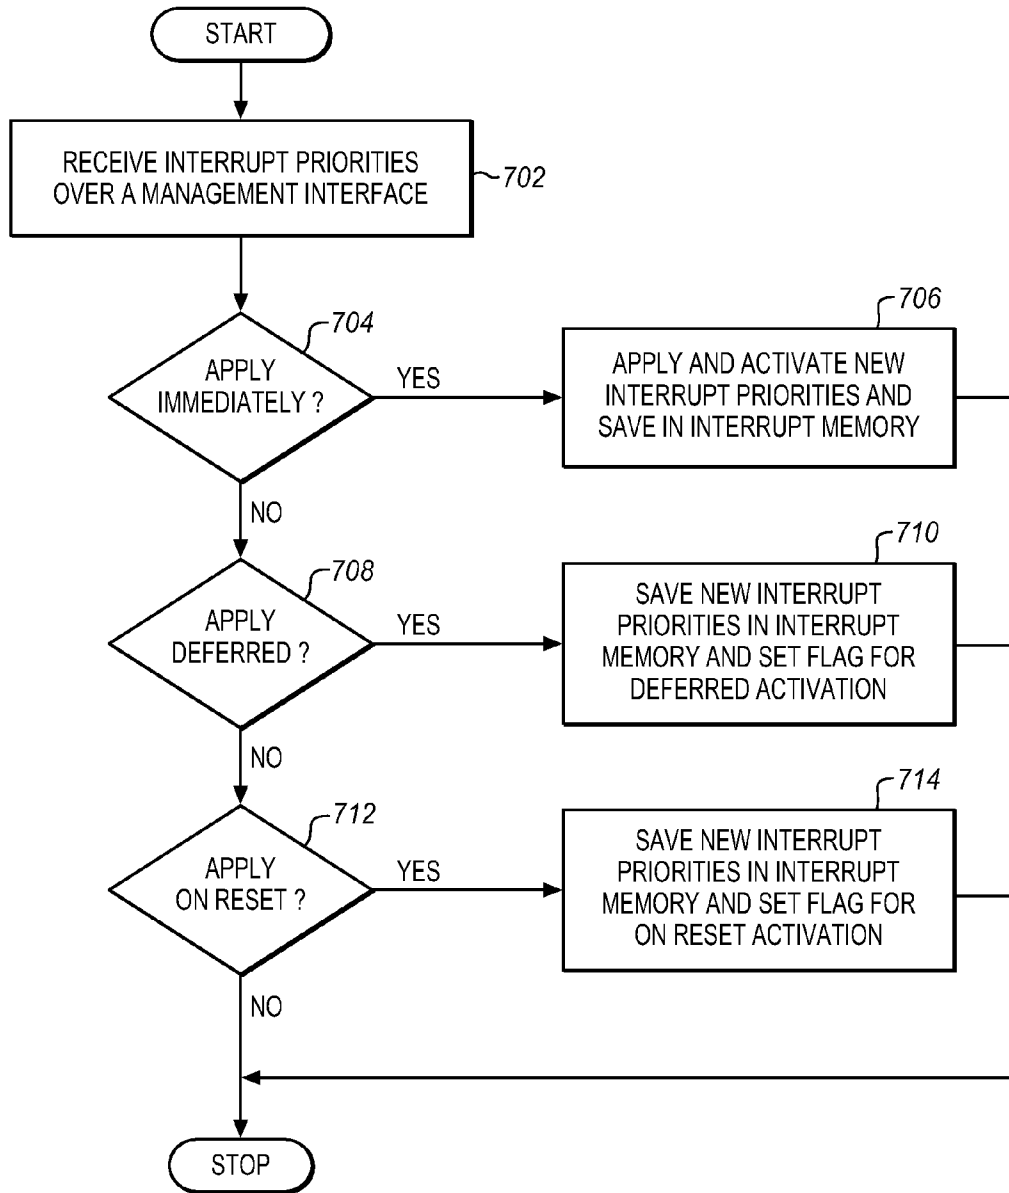 START
RECEIVE INTERRUPT PRIORITIES
OVER A MANAGEMENT INTERFACE
702
704
APPLY
IMMEDIATELY ?
YES
706
APPLY AND ACTIVATE NEW
INTERRUPT PRIORITIES AND
SAVE IN INTERRUPT MEMORY
NO
708
APPLY
DEFERRED ?
YES
710
SAVE NEW INTERRUPT
PRIORITIES IN INTERRUPT
MEMORY AND SET FLAG FOR
DEFERRED ACTIVATION
NO
712
APPLY
ON RESET ?
YES
714
SAVE NEW INTERRUPT
PRIORITIES IN INTERRUPT
MEMORY AND SET FLAG FOR
ON RESET ACTIVATION
NO
STOP